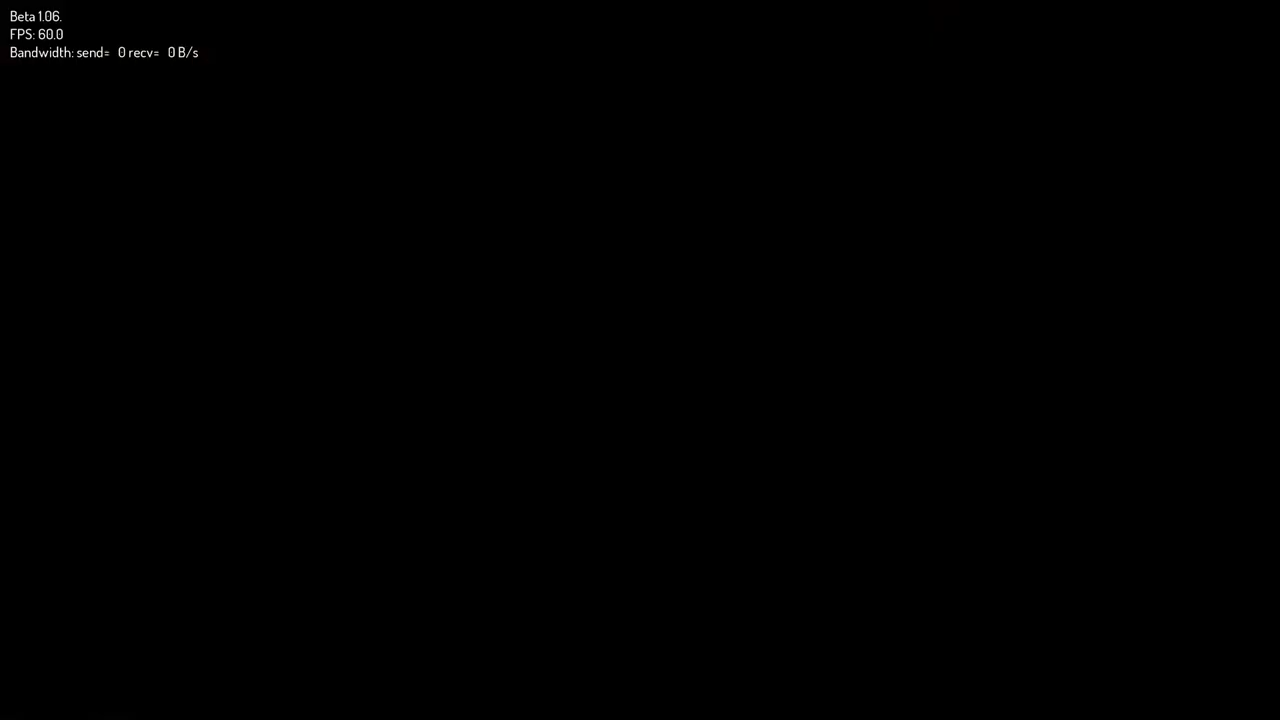 Beta 1.06.
FPS: 60.0
Bandwidth: send= 0 recv= 0 B/s